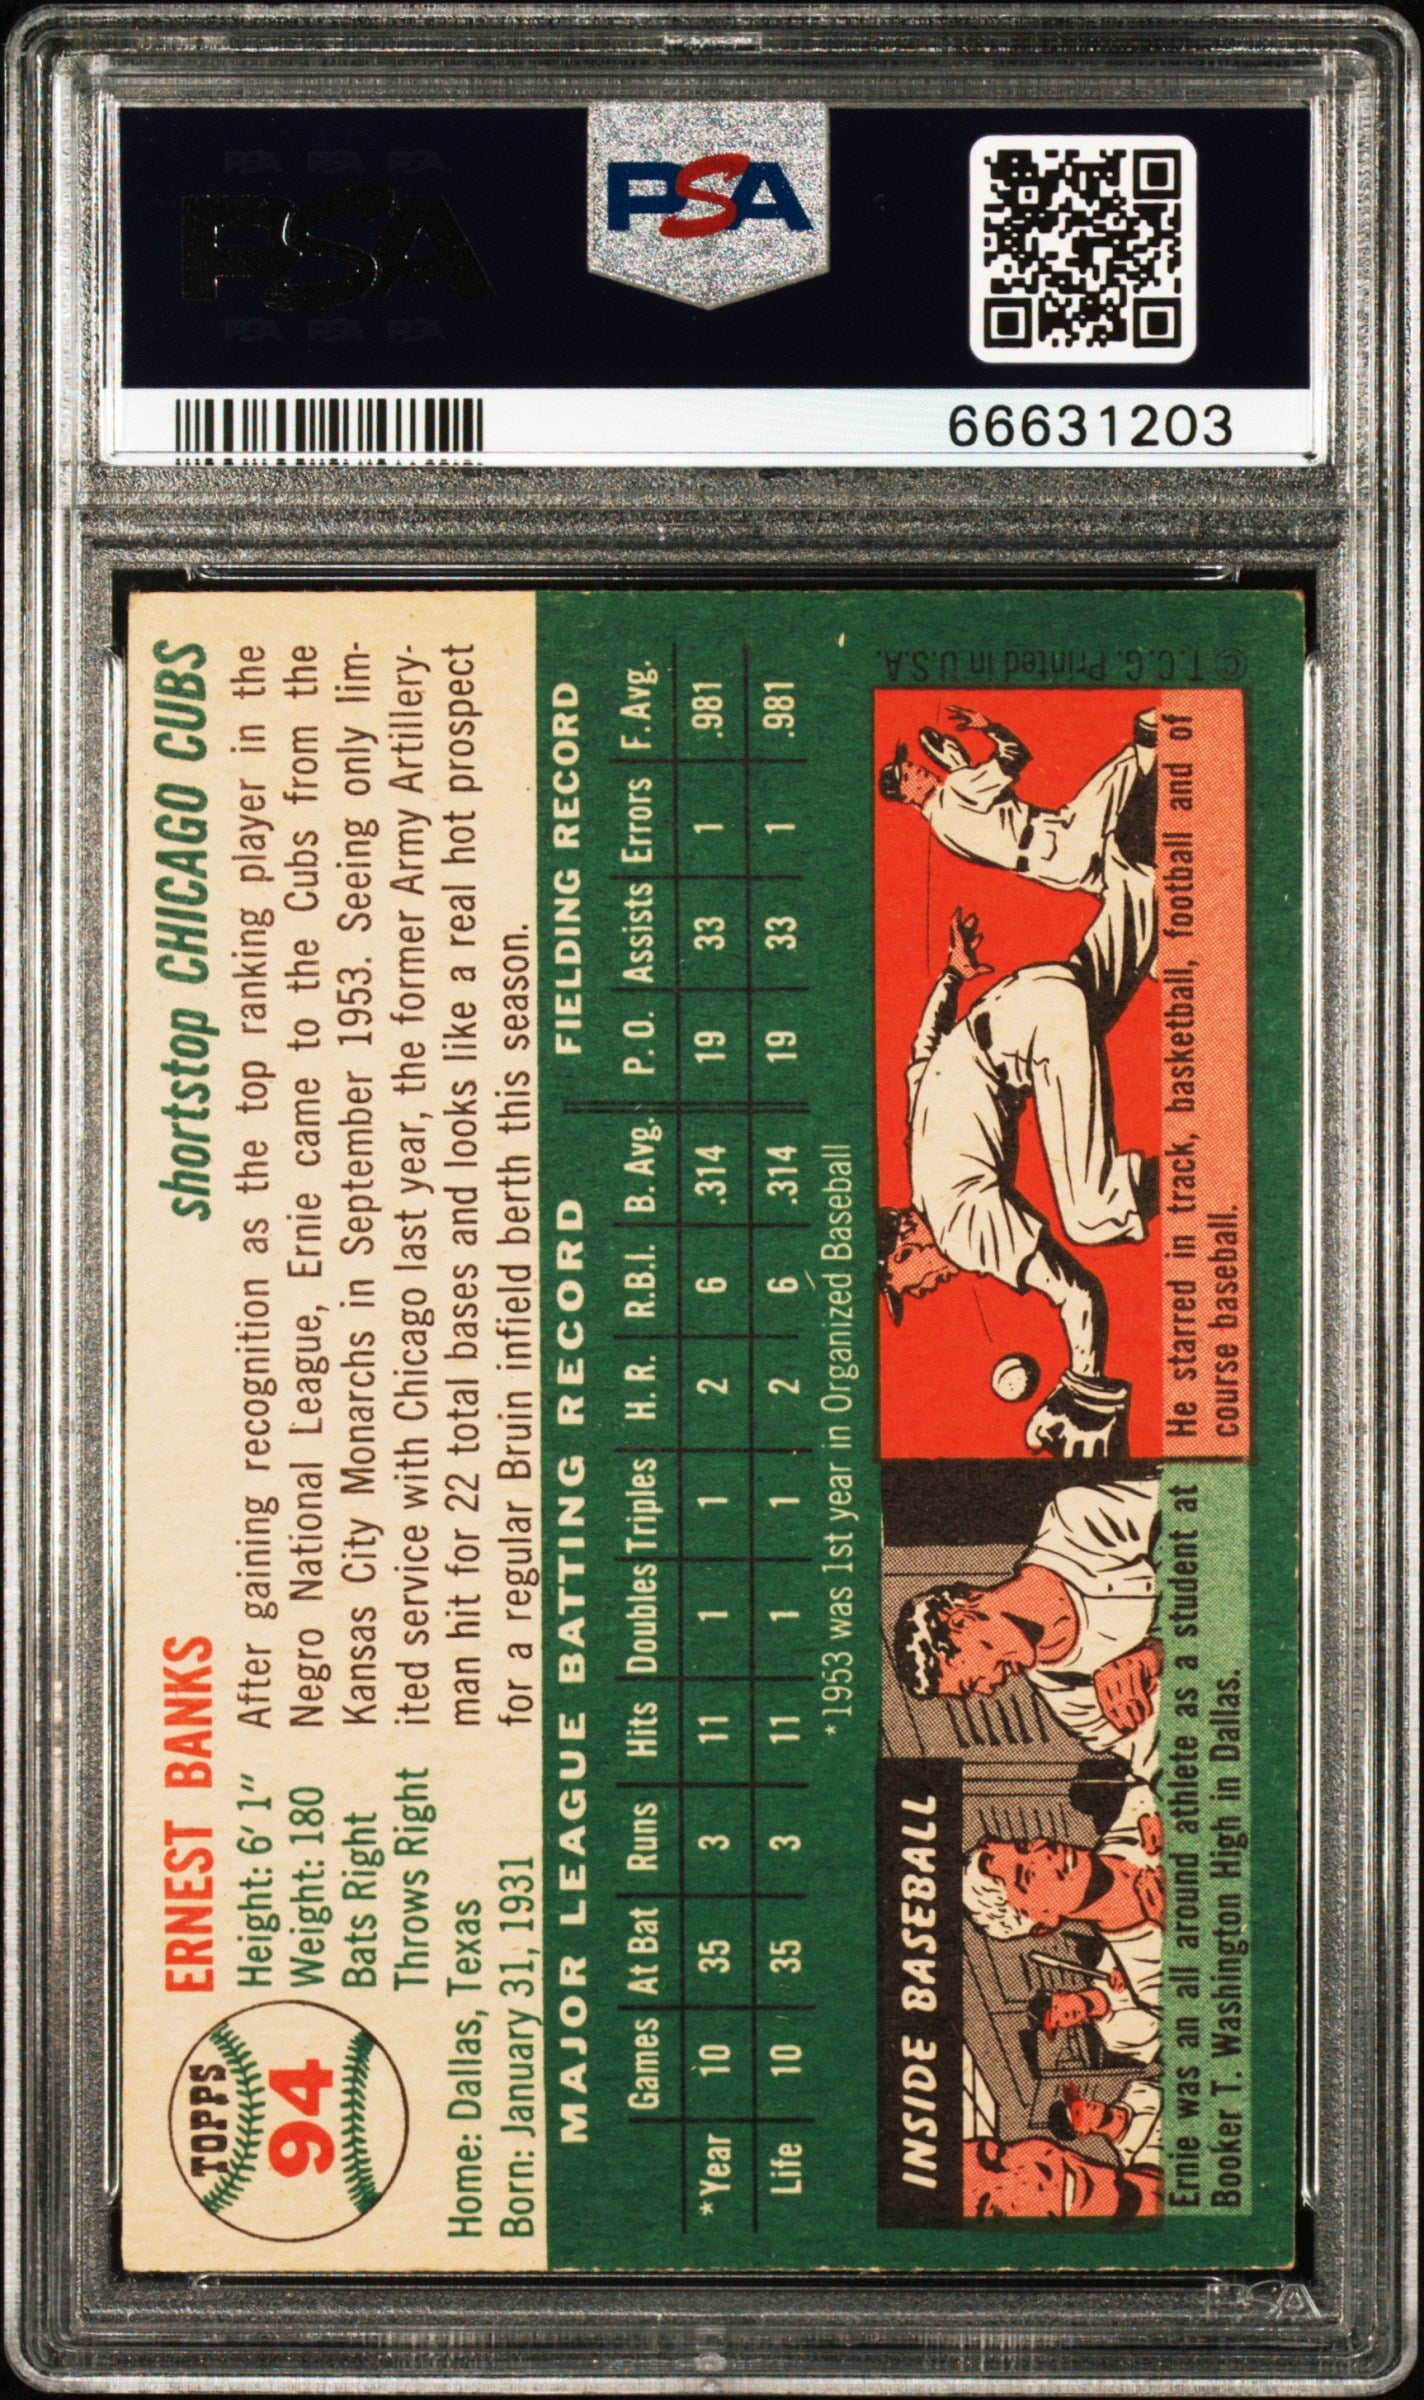 PSA PSA PSA
PSA
PSA PSA PSA
PSA
66631203
TOPPS
94
ERNEST BANKS
shortstop CHICAGO CUBS
Height: 6' 1"
Weight: 180
Bats Right
Throws Right
Home: Dallas, Texas
Born: January 31, 1931
After gaining recognition as the top ranking player in the
Negro National League, Ernie came to the Cubs from the
Kansas City Monarchs in September 1953. Seeing only lim-
ited service with Chicago last year, the former Army Artillery-
man hit for 22 total bases and looks like a real hot prospect
for a regular Bruin infield berth this season.
MAJOR LEAGUE BATTING RECORD FIELDING RECORD
Games At Bat Runs Hits Doubles Triples H. R. R.B.I. B. Avg. P. O. Assists Errors F. Avg.
*Year 10 35 3 11 1 1 2 6 .314 19 33 1 .981
Life 10 35 3 11 1 1 2 6 .314 19 33 1 .981
*1953 was 1st year in Organized Baseball
INSIDE BASEBALL
Ernie was an all around athlete as a student at
Booker T. Washington High in Dallas.
He starred in track, basketball, football and of
course baseball.
© T.C.G. Printed in U.S.A.
PSA